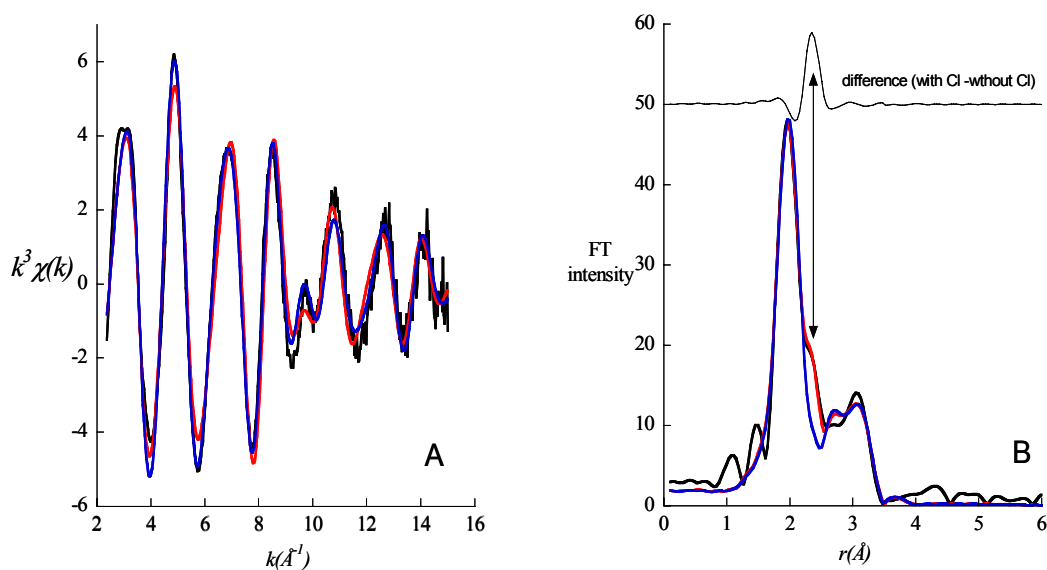 6
4
2
0
-2
-4
-6
k³χ(k)
2 4 6 8 10 12 14 16
k(Å⁻¹)
A
60
50
40
30
20
10
0
FT
intensity
difference (with Cl -wthout Cl)
0 1 2 3 4 5 6
r(Å)
B